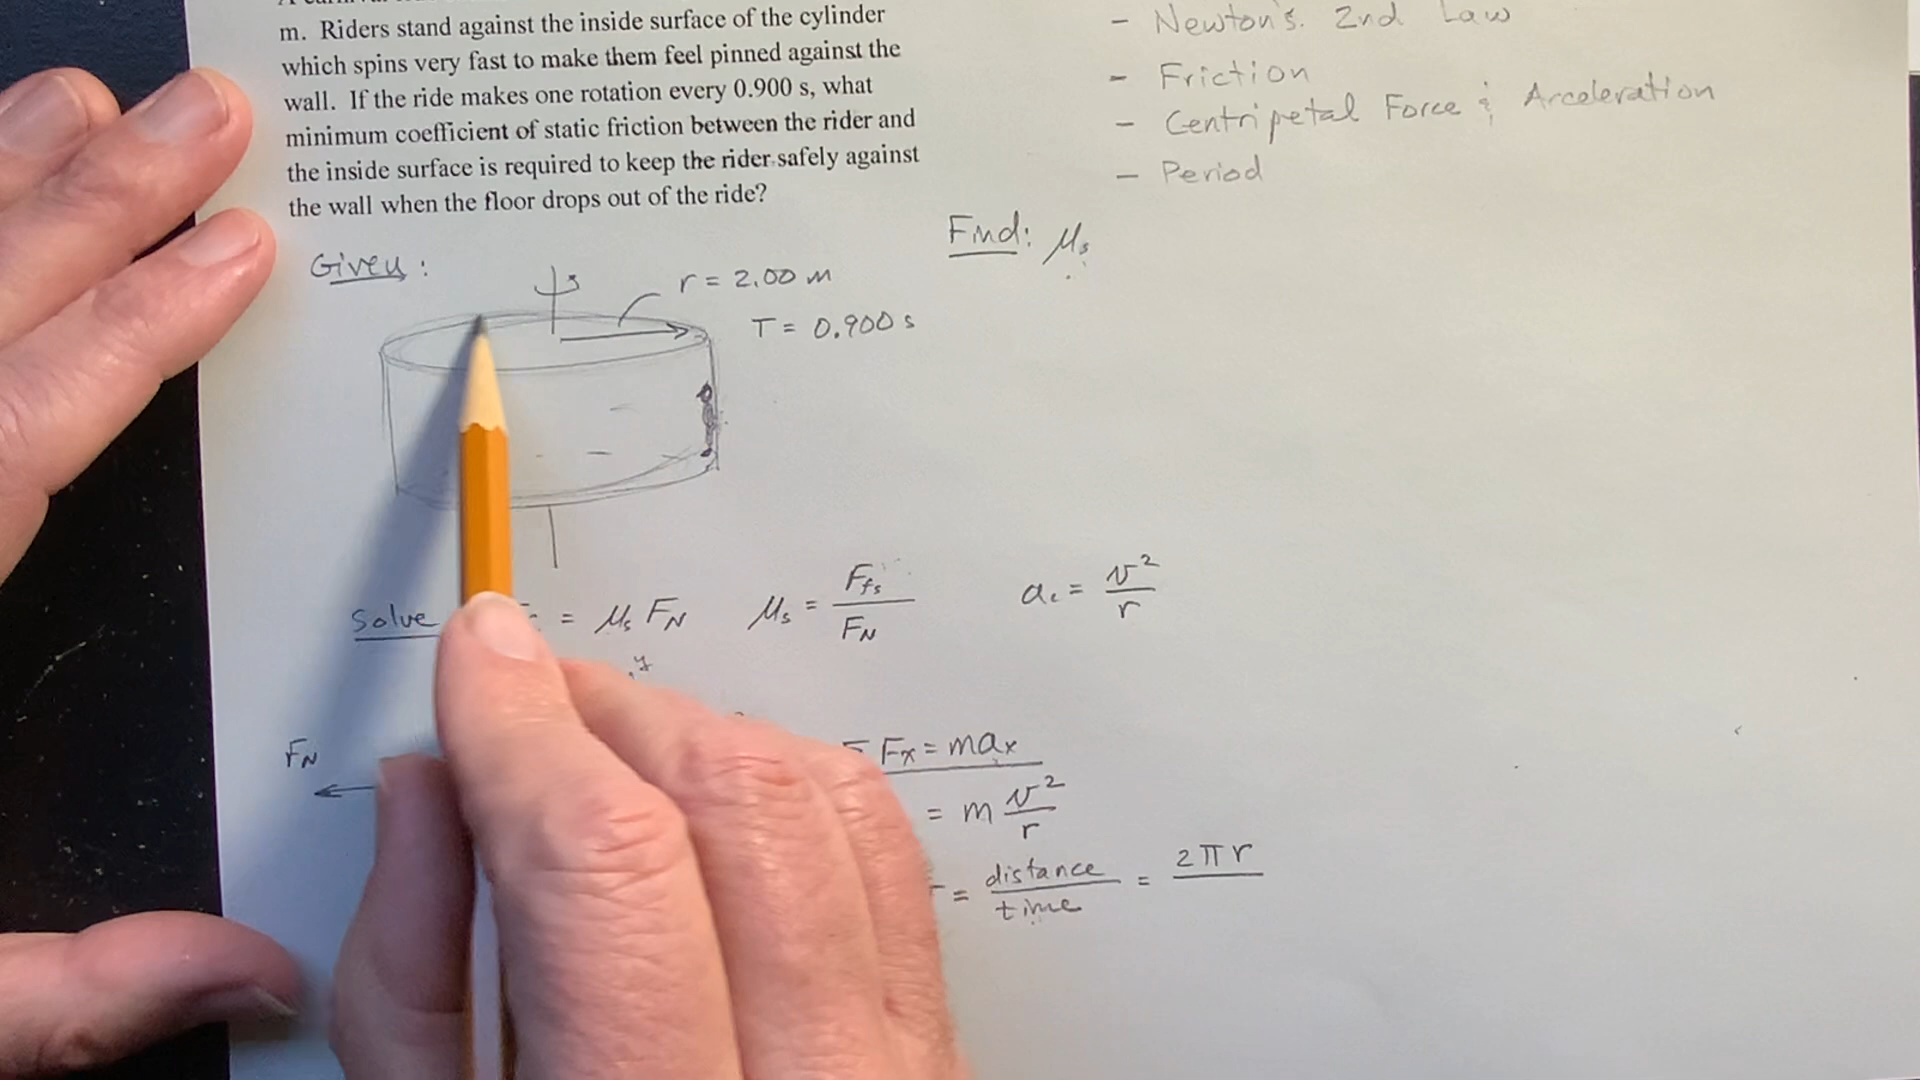 m. Riders stand against the inside surface of the cylinder
which spins very fast to make them feel pinned against the
wall. If the ride makes one rotation every 0.900 s, what
minimum coefficient of static friction between the rider and
the inside surface is required to keep the rider safely against
the wall when the floor drops out of the ride?
- Newton's. 2nd Law
- Friction
- Centripetal Force & Acceleration
- Period
Find: μs
Given:
r = 2.00 m
T = 0.900 s
Solve = μs FN μs = Ffs / FN ac = v² / r
y
FN
Fx = max
= m v² / r
= distance / time = 2πr